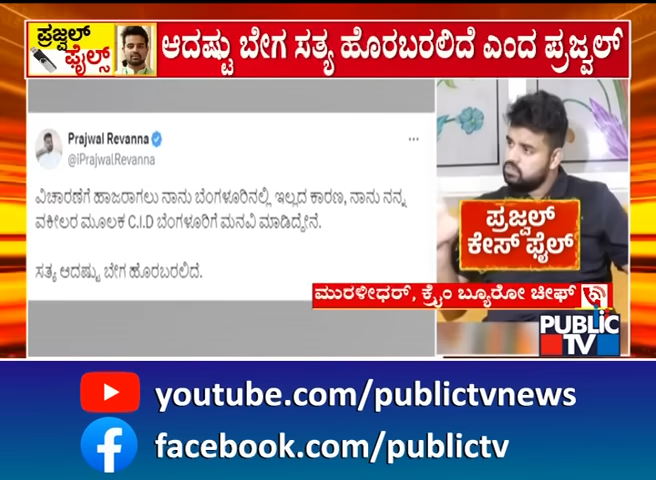 ಪ್ರಜ್ವಲ್
ಫೈಲ್ಸ್
ಆದಷ್ಟು ಬೇಗ ಸತ್ಯ ಹೊರಬರಲಿದೆ ಎಂದ ಪ್ರಜ್ವಲ್
Prajwal Revanna
@iPrajwalRevanna
ವಿಚಾರಣೆಗೆ ಹಾಜರಾಗಲು ನಾನು ಬೆಂಗಳೂರಿನಲ್ಲಿ ಇಲ್ಲದ ಕಾರಣ, ನಾನು ನನ್ನ
ವಕೀಲರ ಮೂಲಕ C.I.D ಬೆಂಗಳೂರಿಗೆ ಮನವಿ ಮಾಡಿದ್ದೇನೆ.
ಸತ್ಯ ಆದಷ್ಟು ಬೇಗ ಹೊರಬರಲಿದೆ.
ಪ್ರಜ್ವಲ್
ಕೇಸ್ ಫೈಲ್
ಮುರಳೀಧರ್, ಕ್ರೈಂ ಬ್ಯೂರೋ ಚೀಫ್
PUBLIC
TV
youtube.com/publictvnews
facebook.com/publictv